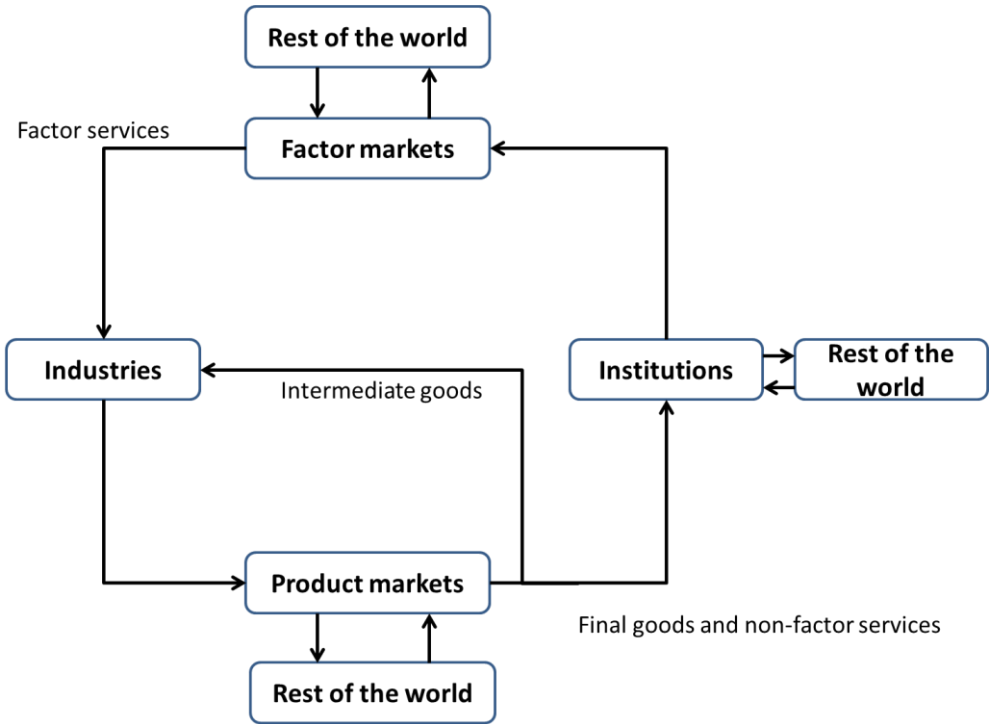 Rest of the world
Factor services
Factor markets
Industries
Intermediate goods
Institutions
Rest of the
world
Product markets
Final goods and non-factor services
Rest of the world